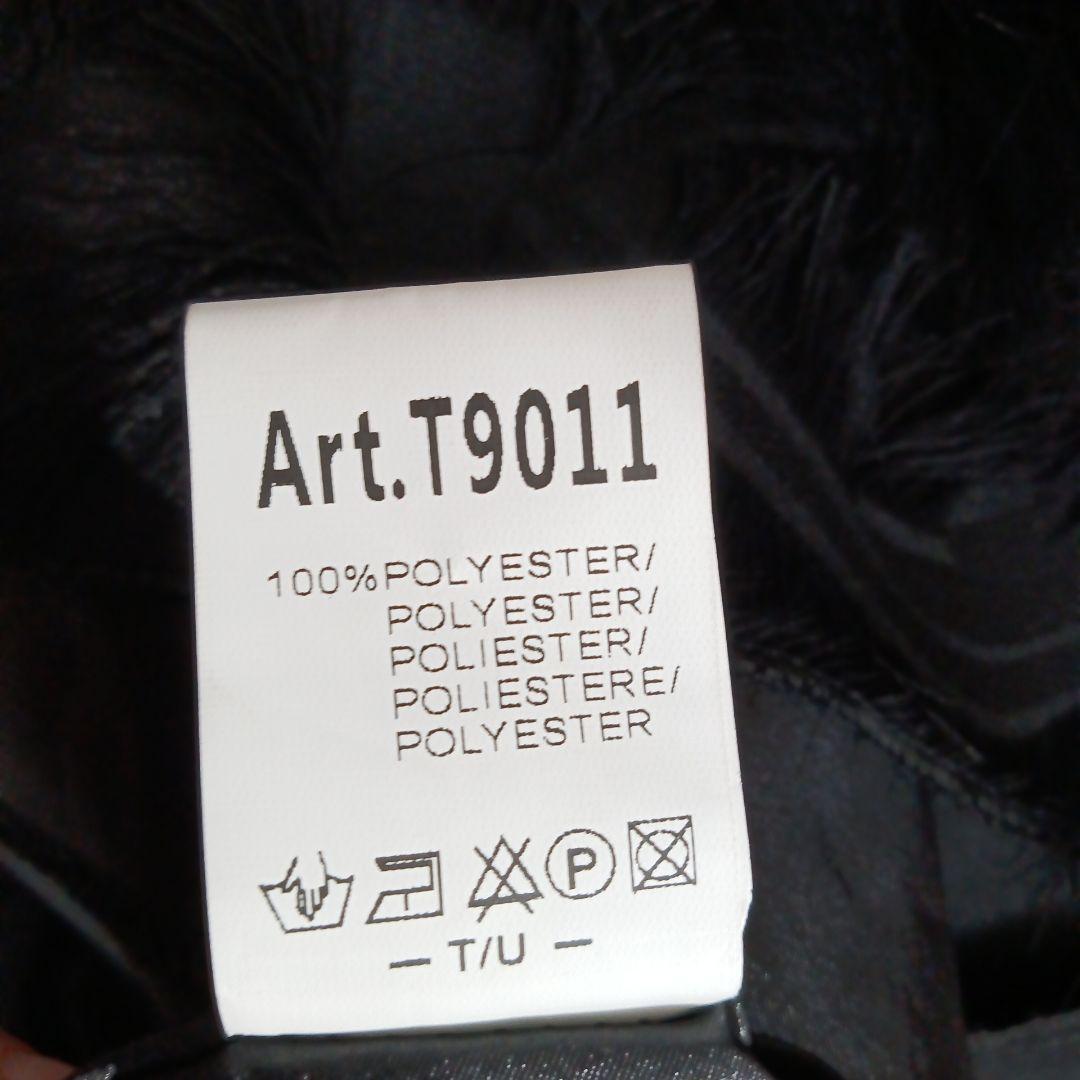 Art.T9011
100%POLYESTER/
POLYESTER/
POLIESTER/
POLIESTERE/
POLYESTER
P
— T/U —